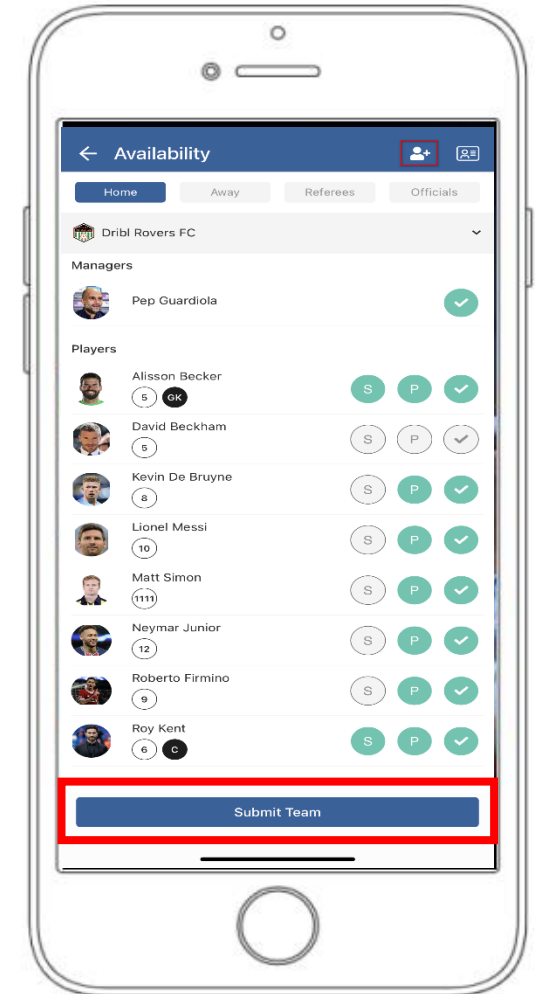 Availability
Home Away Referees Officials
Dribl Rovers FC
Managers
Pep Guardiola
Players
Alisson Becker
5 GK S P
David Beckham
5 S P
Kevin De Bruyne
8 S P
Lionel Messi
10 S P
Matt Simon
1111 S P
Neymar Junior
12 S P
Roberto Firmino
9 S P
Roy Kent
6 C S P
Submit Team